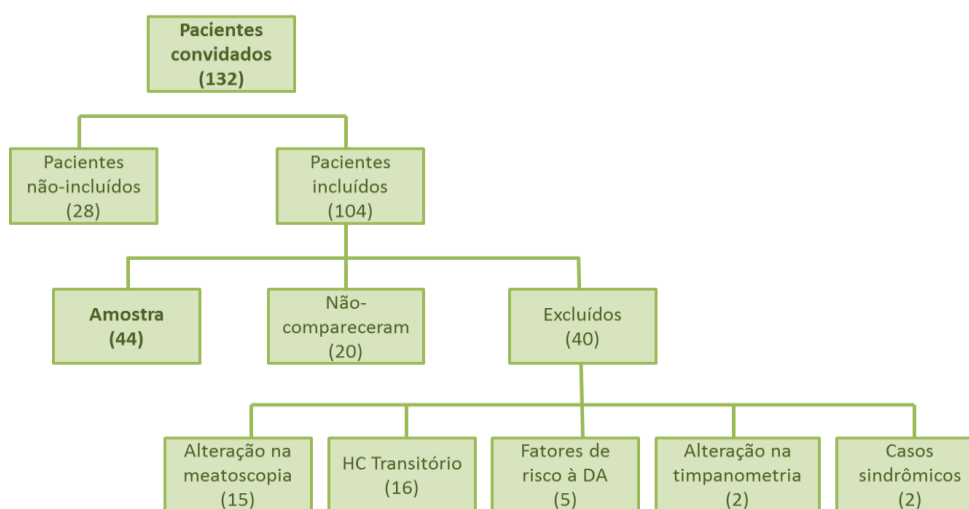 Pacientes
convidados
(132)
Pacientes
não-incluídos
(28)
Pacientes
incluídos
(104)
Amostra
(44)
Não-
compareceram
(20)
Excluídos
(40)
Alteração na
meatoscopia
(15)
HC Transitório
(16)
Fatores de
risco à DA
(5)
Alteração na
timpanometria
(2)
Casos
sindrômicos
(2)